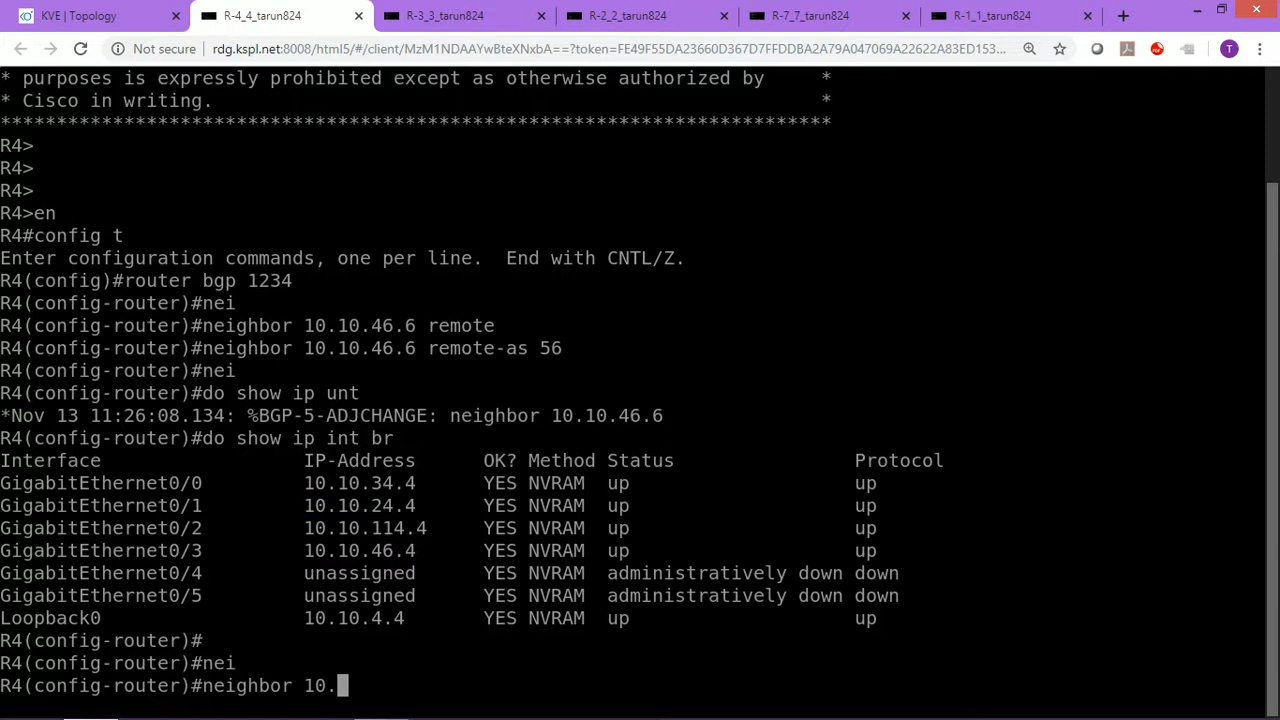 KVE | Topology
R-4_4_tarun824
R-3_3_tarun824
R-2_2_tarun824
R-7_7_tarun824
R-1_1_tarun824
Not secure | rdg.kspl.net:8008/html5/#/client/MzM1NDAAYwBteXNxbA==?token=FE49F55DA23660D367D7FFDDBA2A79A047069A22622A83ED153...
T
* purposes is expressly prohibited except as otherwise authorized by *
* Cisco in writing. *
**************************************************************************
R4>
R4>
R4>
R4>en
R4#config t
Enter configuration commands, one per line. End with CNTL/Z.
R4(config)#router bgp 1234
R4(config-router)#nei
R4(config-router)#neighbor 10.10.46.6 remote
R4(config-router)#neighbor 10.10.46.6 remote-as 56
R4(config-router)#nei
R4(config-router)#do show ip unt
*Nov 13 11:26:08.134: %BGP-5-ADJCHANGE: neighbor 10.10.46.6
R4(config-router)#do show ip int br
Interface IP-Address OK? Method Status Protocol
GigabitEthernet0/0 10.10.34.4 YES NVRAM up up
GigabitEthernet0/1 10.10.24.4 YES NVRAM up up
GigabitEthernet0/2 10.10.114.4 YES NVRAM up up
GigabitEthernet0/3 10.10.46.4 YES NVRAM up up
GigabitEthernet0/4 unassigned YES NVRAM administratively down down
GigabitEthernet0/5 unassigned YES NVRAM administratively down down
Loopback0 10.10.4.4 YES NVRAM up up
R4(config-router)#
R4(config-router)#nei
R4(config-router)#neighbor 10.